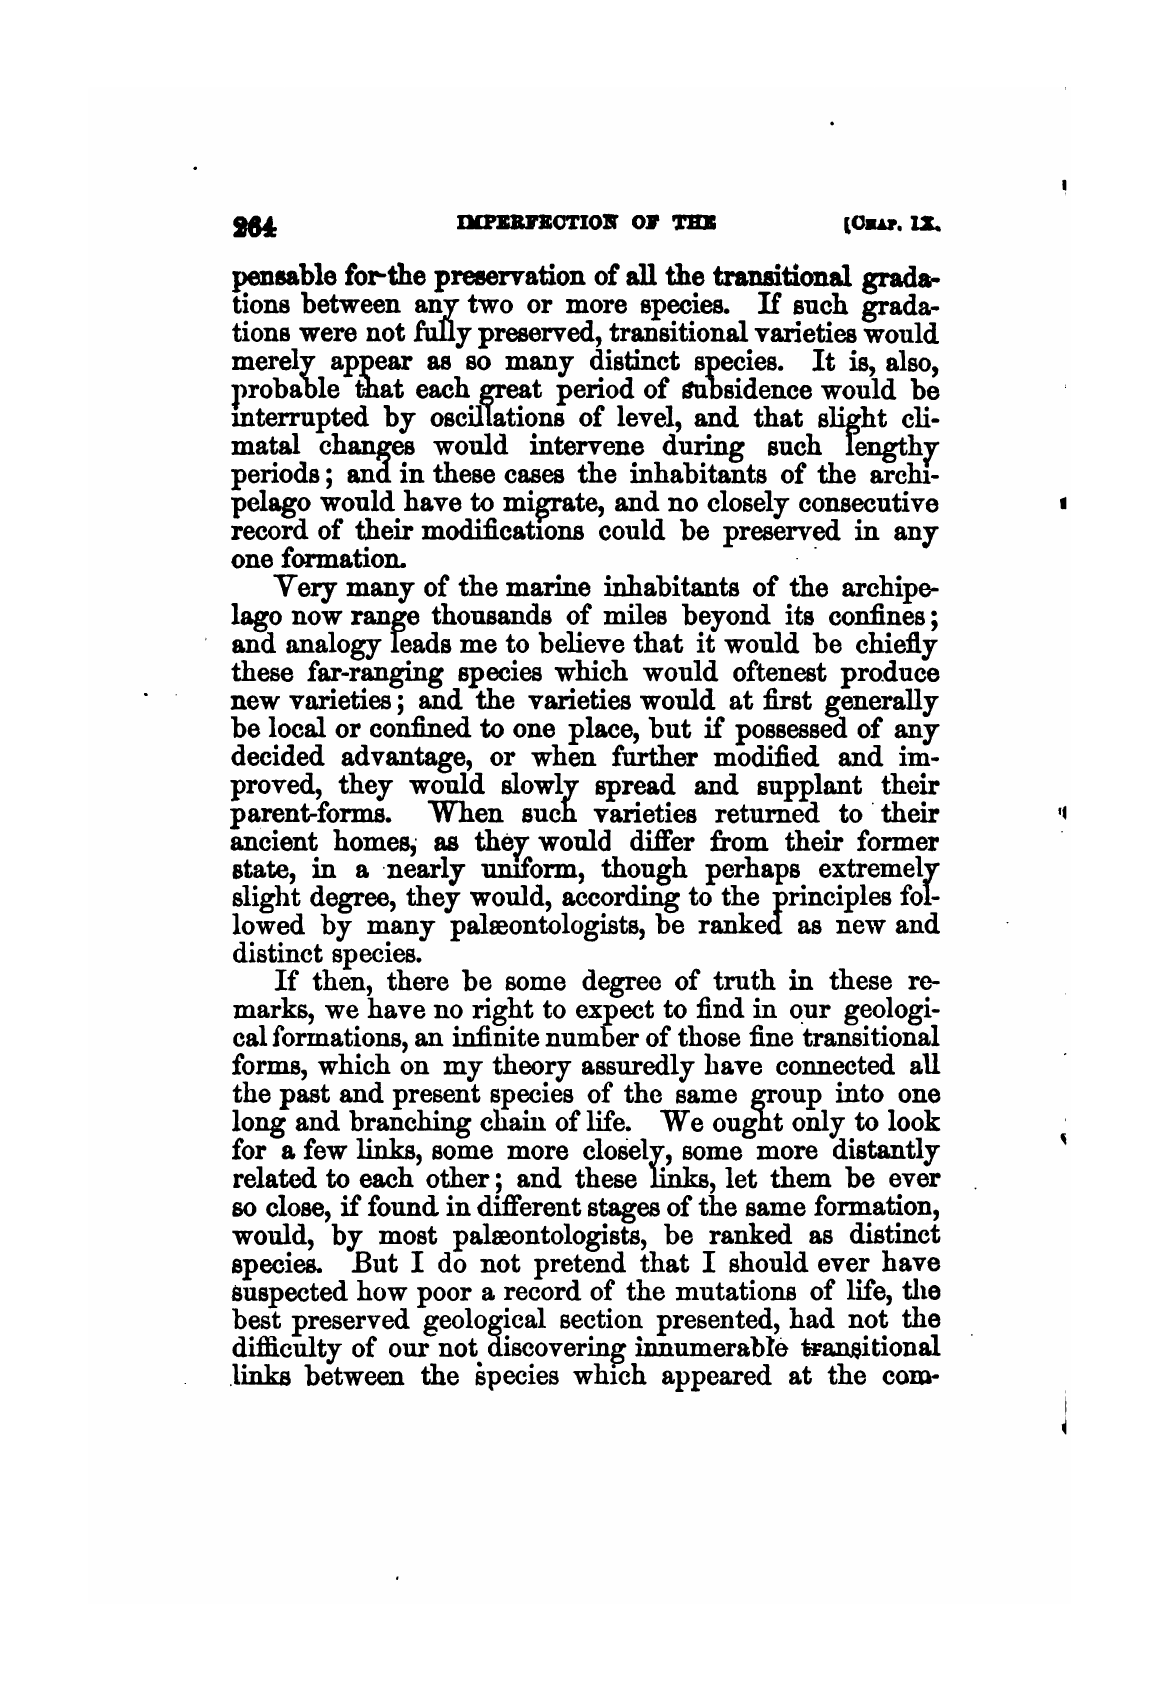 264 IMPERFECTION OF THE [CHAP. IX.
pensable for the preservation of all the transitional grada-
tions between any two or more species. If such grada-
tions were not fully preserved, transitional varieties would
merely appear as so many distinct species. It is, also,
probable that each great period of subsidence would be
interrupted by oscillations of level, and that slight cli-
matal changes would intervene during such lengthy
periods; and in these cases the inhabitants of the archi-
pelago would have to migrate, and no closely consecutive
record of their modifications could be preserved in any
one formation.
Very many of the marine inhabitants of the archipe-
lago now range thousands of miles beyond its confines;
and analogy leads me to believe that it would be chiefly
these far-ranging species which would oftenest produce
new varieties; and the varieties would at first generally
be local or confined to one place, but if possessed of any
decided advantage, or when further modified and im-
proved, they would slowly spread and supplant their
parent-forms. When such varieties returned to their
ancient homes, as they would differ from their former
state, in a nearly uniform, though perhaps extremely
slight degree, they would, according to the principles fol-
lowed by many palæontologists, be ranked as new and
distinct species.
If then, there be some degree of truth in these re-
marks, we have no right to expect to find in our geologi-
cal formations, an infinite number of those fine transitional
forms, which on my theory assuredly have connected all
the past and present species of the same group into one
long and branching chain of life. We ought only to look
for a few links, some more closely, some more distantly
related to each other; and these links, let them be ever
so close, if found in different stages of the same formation,
would, by most palæontologists, be ranked as distinct
species. But I do not pretend that I should ever have
suspected how poor a record of the mutations of life, the
best preserved geological section presented, had not the
difficulty of our not discovering innumerable transitional
links between the species which appeared at the com-